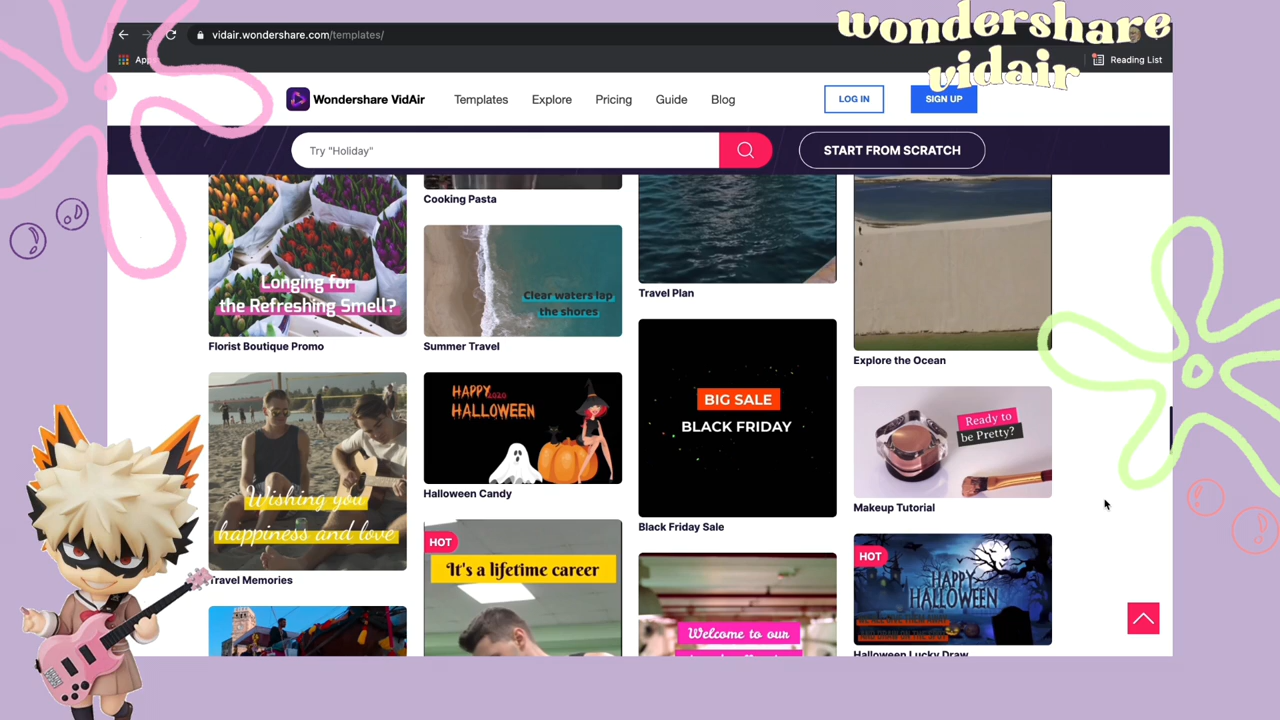 wondershare
vidair
vidair.wondershare.com/templates/
Reading List
Wondershare VidAir
Templates
Explore
Pricing
Guide
Blog
LOG IN
SIGN UP
Try "Holiday"
START FROM SCRATCH
Longing for
the Refreshing Smell?
Florist Boutique Promo
Wishing you
happiness and love
Travel Memories
Cooking Pasta
Clear waters lap
the shores
Summer Travel
HAPPY 2020
HALLOWEEN
Halloween Candy
HOT
It's a lifetime career
Travel Plan
BIG SALE
BLACK FRIDAY
Black Friday Sale
Welcome to our
Explore the Ocean
Ready to
be Pretty?
Makeup Tutorial
HOT
HAPPY
HALLOWEEN
Halloween Lucky Draw